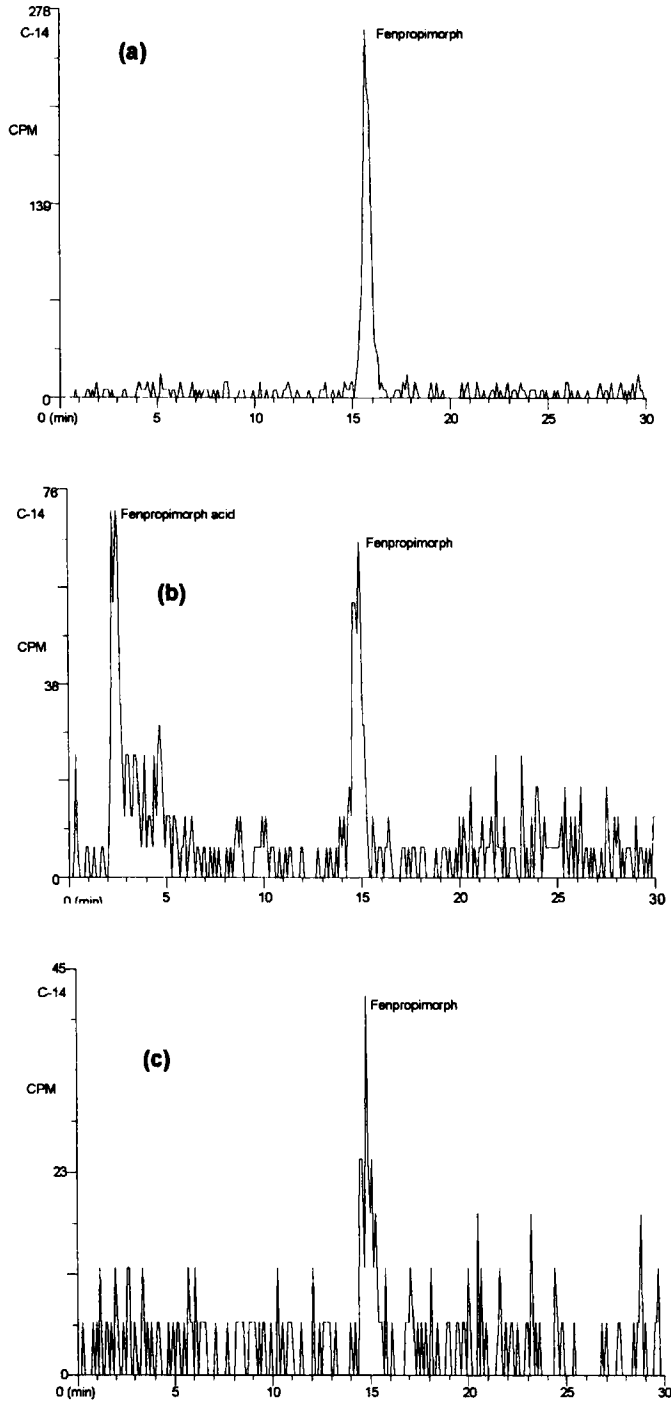 278
C-14
(a)
Fenpropimorph
CPM
139
0
0 (min) 5 10 15 20 25 30
76
C-14
Fenpropimorph acid
Fenpropimorph
(b)
CPM
38
0
0 (min) 5 10 15 20 25 30
45
C-14
Fenpropimorph
(c)
CPM
23
0
0 (min) 5 10 15 20 25 30